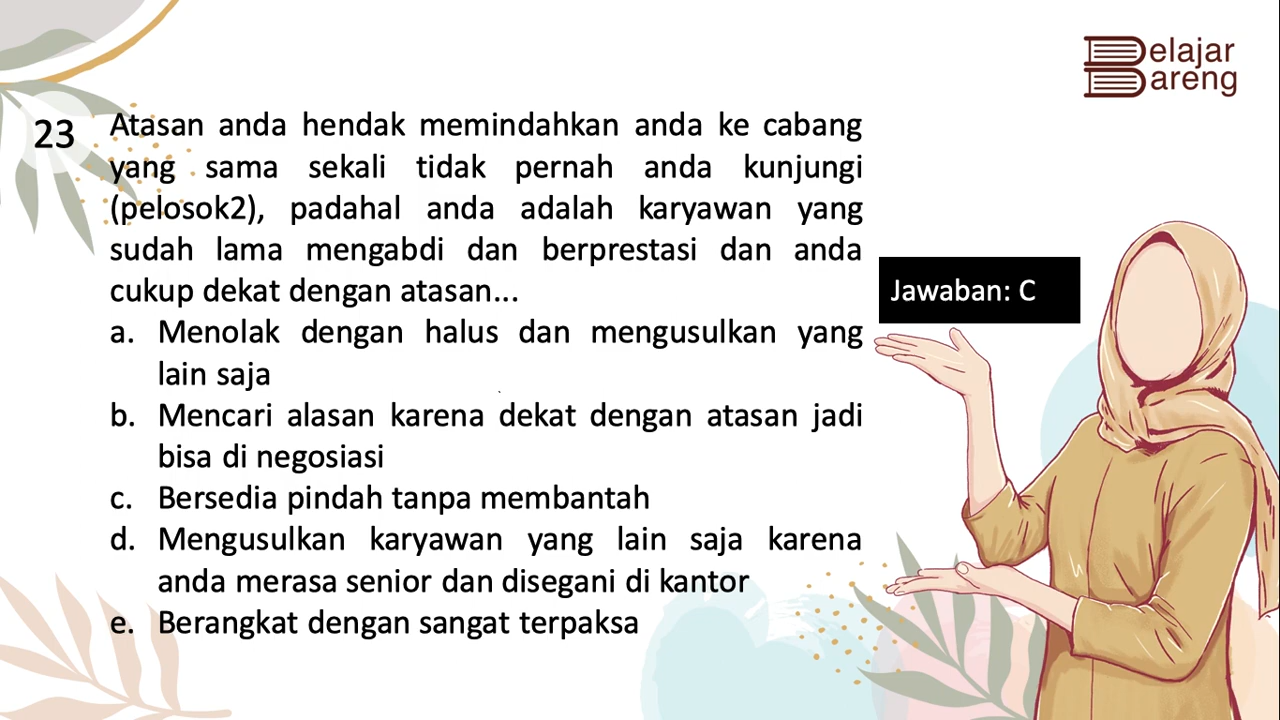 Belajar
Bareng
23
Atasan anda hendak memindahkan anda ke cabang
yang sama sekali tidak pernah anda kunjungi
(pelosok2), padahal anda adalah karyawan yang
sudah lama mengabdi dan berprestasi dan anda
cukup dekat dengan atasan...
a. Menolak dengan halus dan mengusulkan yang
lain saja
b. Mencari alasan karena dekat dengan atasan jadi
bisa di negosiasi
c. Bersedia pindah tanpa membantah
d. Mengusulkan karyawan yang lain saja karena
anda merasa senior dan disegani di kantor
e. Berangkat dengan sangat terpaksa
Jawaban: C